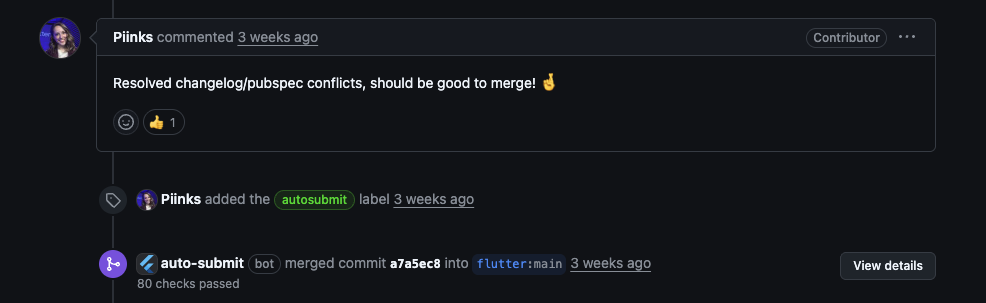 Piinks commented 3 weeks ago Contributor
Resolved changelog/pubspec conflicts, should be good to merge! 🤞
👍 1
Piinks added the autosubmit label 3 weeks ago
auto-submit bot merged commit a7a5ec8 into flutter:main 3 weeks ago View details
80 checks passed